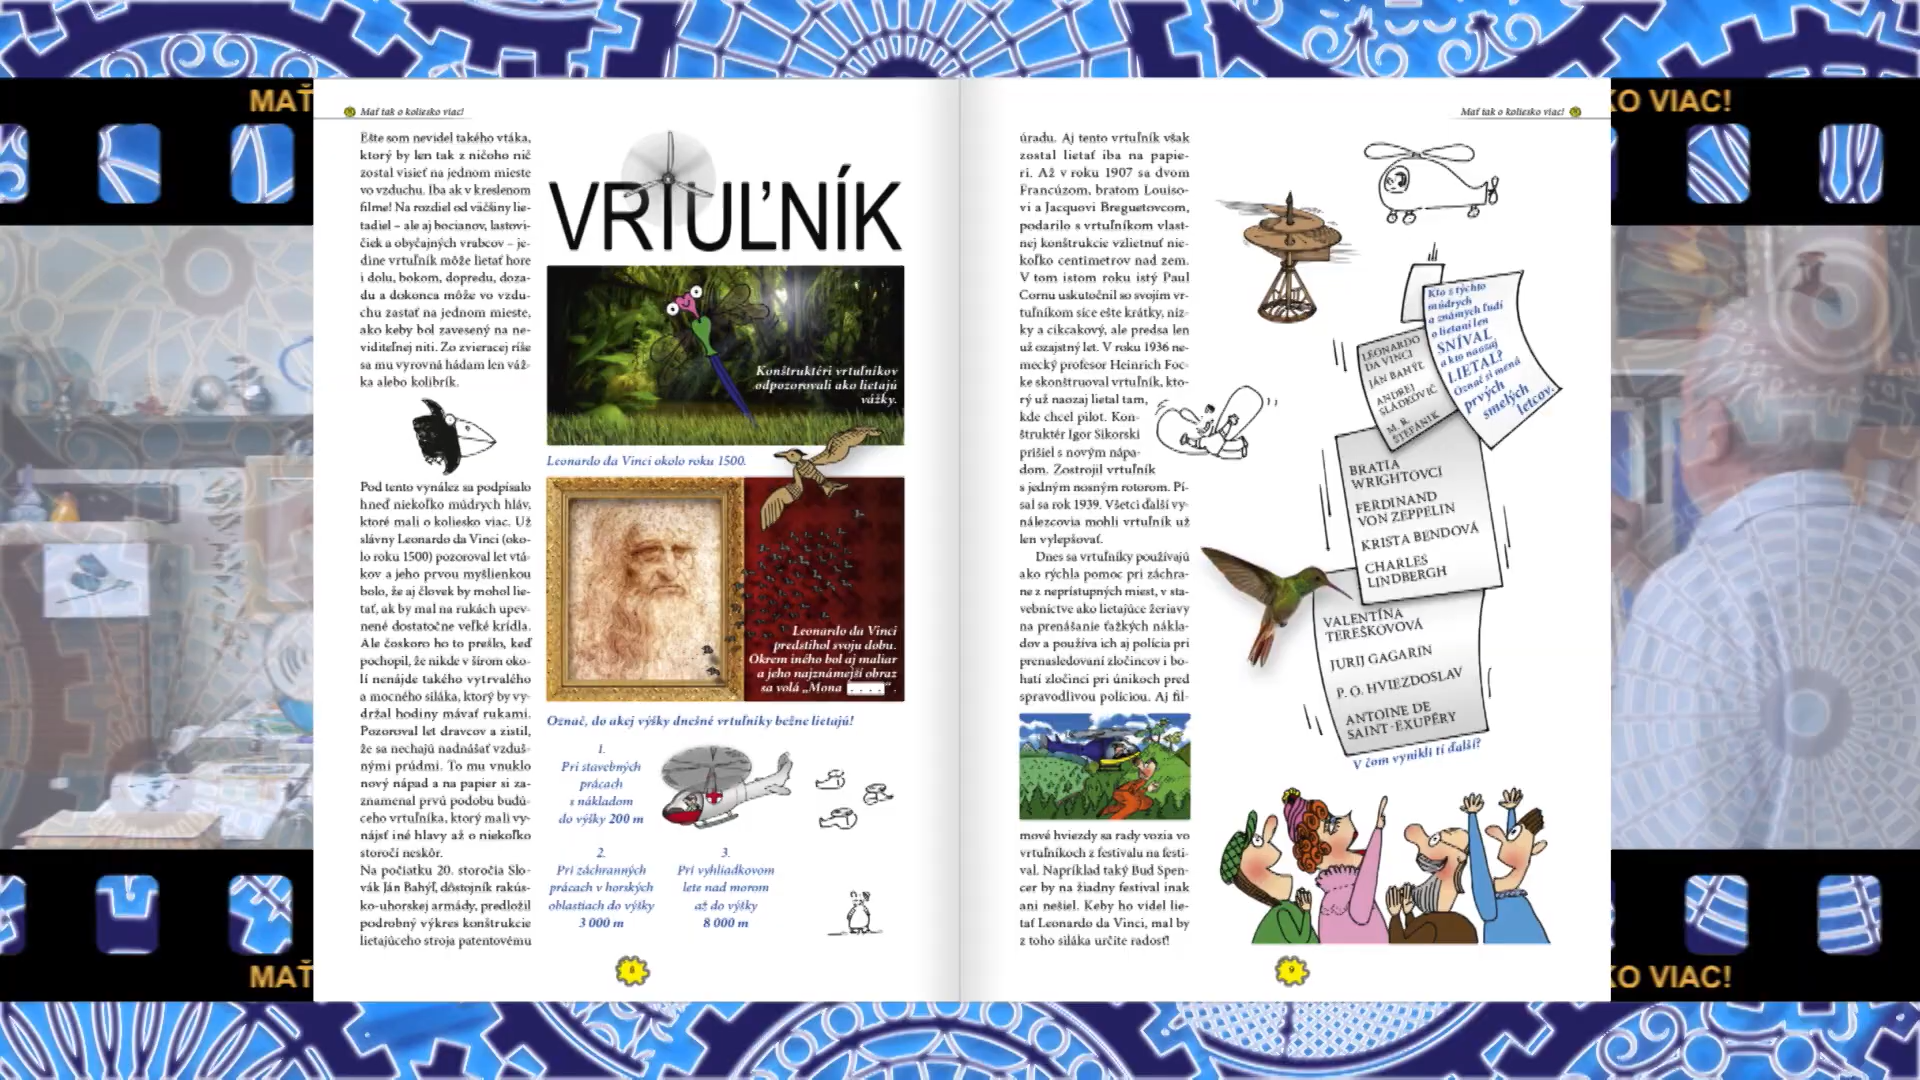 MAŤ
KO VIAC!
Mať tak o koliesko viac!
Ešte som nevidel takého vtáka,
ktorý by len tak z ničoho nič
zostal visieť na jednom mieste
vo vzduchu. Iba ak v kreslenom
filme! Na rozdiel od väčšiny lie-
tadiel – ale aj bocianov, lastovi-
čiek a obyčajných vrabcov – je-
dine vrtuľník môže lietať hore
i dolu, bokom, dopredu, doza-
du a dokonca môže vo vzdu-
chu zastať na jednom mieste,
ako keby bol zavesený na ne-
viditeľnej niti. Zo zvieracej ríše
sa mu vyrovná hádam len váž-
ka alebo kolibrík.
Pod tento vynález sa podpísalo
hneď niekoľko múdrych hláv,
ktoré mali o koliesko viac. Už
slávny Leonardo da Vinci (oko-
lo roku 1500) pozoroval let vtá-
kov a jeho prvou myšlienkou
bolo, že aj človek by mohol lie-
tať, ak by mal na rukách upev-
nené dostatočne veľké krídla.
Ale čoskoro ho to prešlo, keď
pochopil, že nikde v šírom oko-
lí nenájde takého vytrvalého
a mocného siláka, ktorý by vy-
držal hodiny mávať rukami.
Pozoroval let dravcov a zistil,
že sa nechajú nadnášať vzduš-
nými prúdmi. To mu vnuklo
nový nápad a na papier si za-
znamenal prvú podobu budú-
ceho vrtuľníka, ktorý mali vy-
nájsť iné hlavy až o niekoľko
storočí neskôr.
Na počiatku 20. storočia Slo-
vák Ján Bahýľ, dôstojník rakús-
ko-uhorskej armády, predložil
podrobný výkres konštrukcie
lietajúceho stroja patentovému
VRTUĽNÍK
Konštruktéri vrtuľníkov
odpozorovali ako lietajú
vážky.
Leonardo da Vinci okolo roku 1500.
Leonardo da Vinci
predstihol svoju dobu.
Okrem iného bol aj maliar
a jeho najznámejší obraz
sa volá „Mona . . . .“.
Označ, do akej výšky dnešné vrtuľníky bežne lietajú!
1.
Pri stavebných
prácach
s nákladom
do výšky 200 m
2.
Pri záchranných
prácach v horských
oblastiach do výšky
3 000 m
3.
Pri vyhliadkovom
lete nad morom
až do výšky
8 000 m
8
Mať tak o koliesko viac!
úradu. Aj tento vrtuľník však
zostal lietať iba na papie-
ri. Až v roku 1907 sa dvom
Francúzom, bratom Louiso-
vi a Jacquovi Breguetovcom,
podarilo s vrtuľníkom vlast-
nej konštrukcie vzlietnuť nie-
koľko centimetrov nad zem.
V tom istom roku istý Paul
Cornu uskutočnil so svojím vr-
tuľníkom síce ešte krátky, níz-
ky a cikcakový, ale predsa len
už ozajstný let. V roku 1936 ne-
mecký profesor Heinrich Foc-
ke skonštruoval vrtuľník, kto-
rý už naozaj lietal tam,
kde chcel pilot. Kon-
štruktér Igor Sikorski
prišiel s novým nápa-
dom. Zostrojil vrtuľník
s jedným nosným rotorom. Pí-
sal sa rok 1939. Všetci ďalší vy-
nálezcovia mohli vrtuľník už
len vylepšovať.
Dnes sa vrtuľníky používajú
ako rýchla pomoc pri záchra-
ne z neprístupných miest, v sta-
vebníctve ako lietajúce žeriavy
na prenášanie ťažkých nákla-
dov a používa ich aj polícia pri
prenasledovaní zločincov i bo-
hatí zločinci pri únikoch pred
spravodlivou políciou. Aj fil-
mové hviezdy sa rady vozia vo
vrtuľníkoch z festivalu na festi-
val. Napríklad taký Bud Spen-
cer by na žiadny festival inak
ani nešiel. Keby ho videl lie-
tať Leonardo da Vinci, mal by
z toho siláka určite radosť!
Kto z týchto
múdrych
a známych ľudí
o lietaní len
SNÍVAL
a kto naozaj
LIETAL?
Označ si mená
prvých
smelých
letcov.
LEONARDO
DA VINCI
JÁN BAHÝĽ
ANDREJ
SLÁDKOVIČ
M. R.
ŠTEFÁNIK
BRATIA
WRIGHTOVCI
FERDINAND
VON ZEPPELIN
KRISTA BENDOVÁ
CHARLES
LINDBERGH
VALENTÍNA
TEREŠKOVOVÁ
JURIJ GAGARIN
P. O. HVIEZDOSLAV
ANTOINE DE
SAINT-EXUPÉRY
V čom vynikli tí ďalší?
9
MAŤ
KO VIAC!